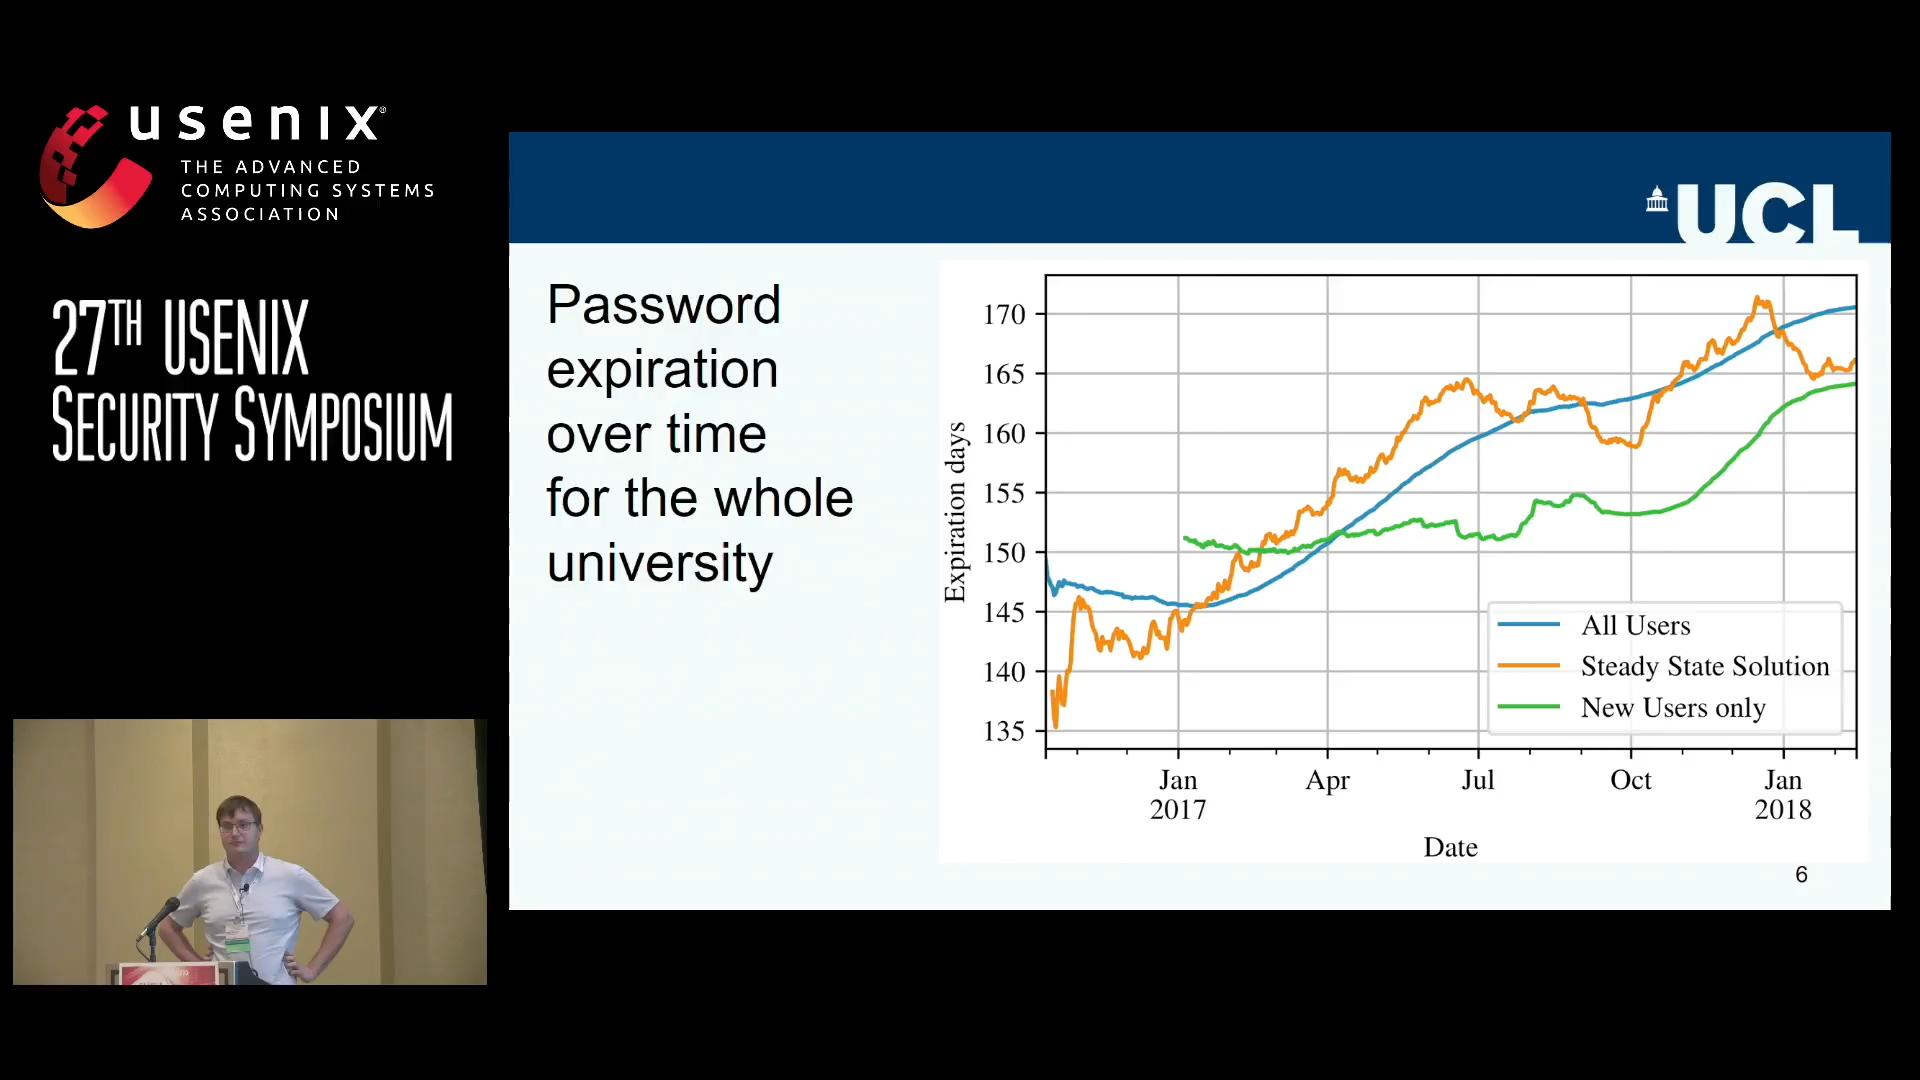 usenix®
THE ADVANCED
COMPUTING SYSTEMS
ASSOCIATION
27TH USENIX
SECURITY SYMPOSIUM
UCL
Password
expiration
over time
for the whole
university
Expiration days
170
165
160
155
150
145
140
135
All Users
Steady State Solution
New Users only
Jan
2017
Apr
Jul
Oct
Jan
2018
Date
6